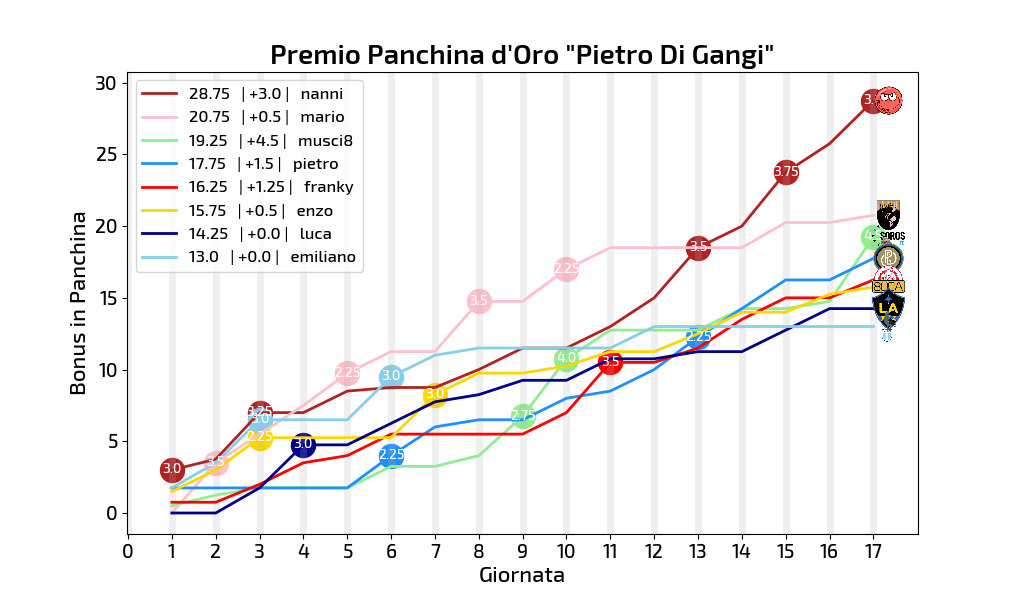 Premio Panchina d'Oro "Pietro Di Gangi"
Bonus in Panchina
30
25
20
15
10
5
0
28.75 | +3.0 | nanni
20.75 | +0.5 | mario
19.25 | +4.5 | musci8
17.75 | +1.5 | pietro
16.25 | +1.25 | franky
15.75 | +0.5 | enzo
14.25 | +0.0 | luca
13.0 | +0.0 | emiliano
3.75
3.5
3.5
2.25
2.25
3.0
3.0
2.25
3.0
3.0
3.5
2.25
2.75
4.0
3.5
2.25
SOROS
SUCA
LA
0 1 2 3 4 5 6 7 8 9 10 11 12 13 14 15 16 17
Giornata